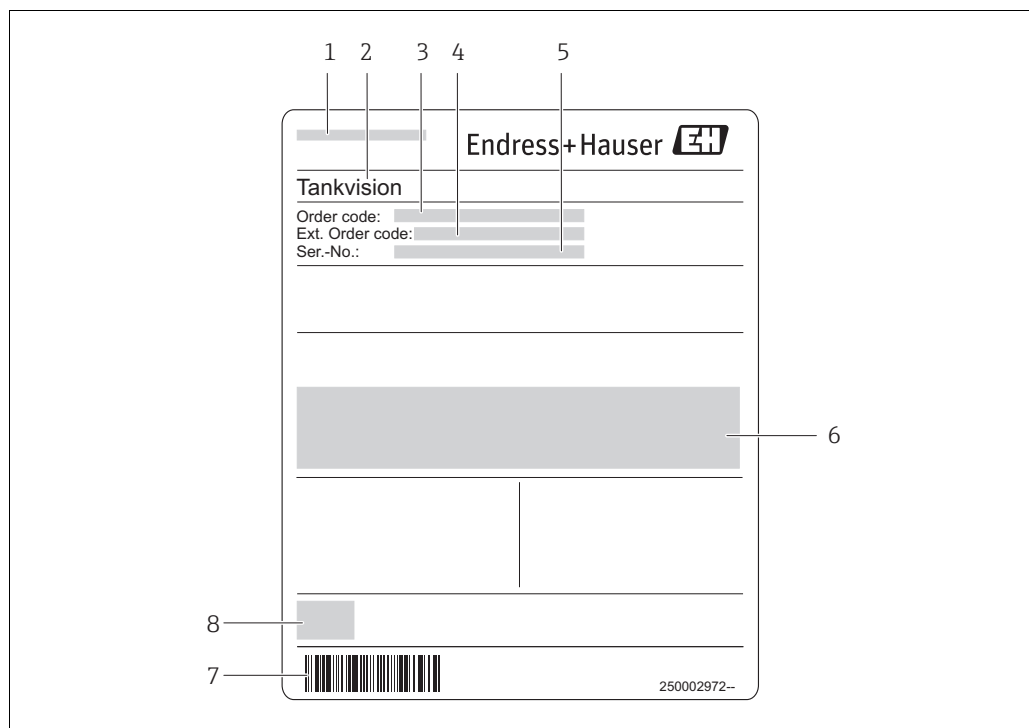 1 2 3 4 5
Endress+Hauser EH
Tankvision
Order code:
Ext. Order code:
Ser.-No.:
6
8
7
250002972--